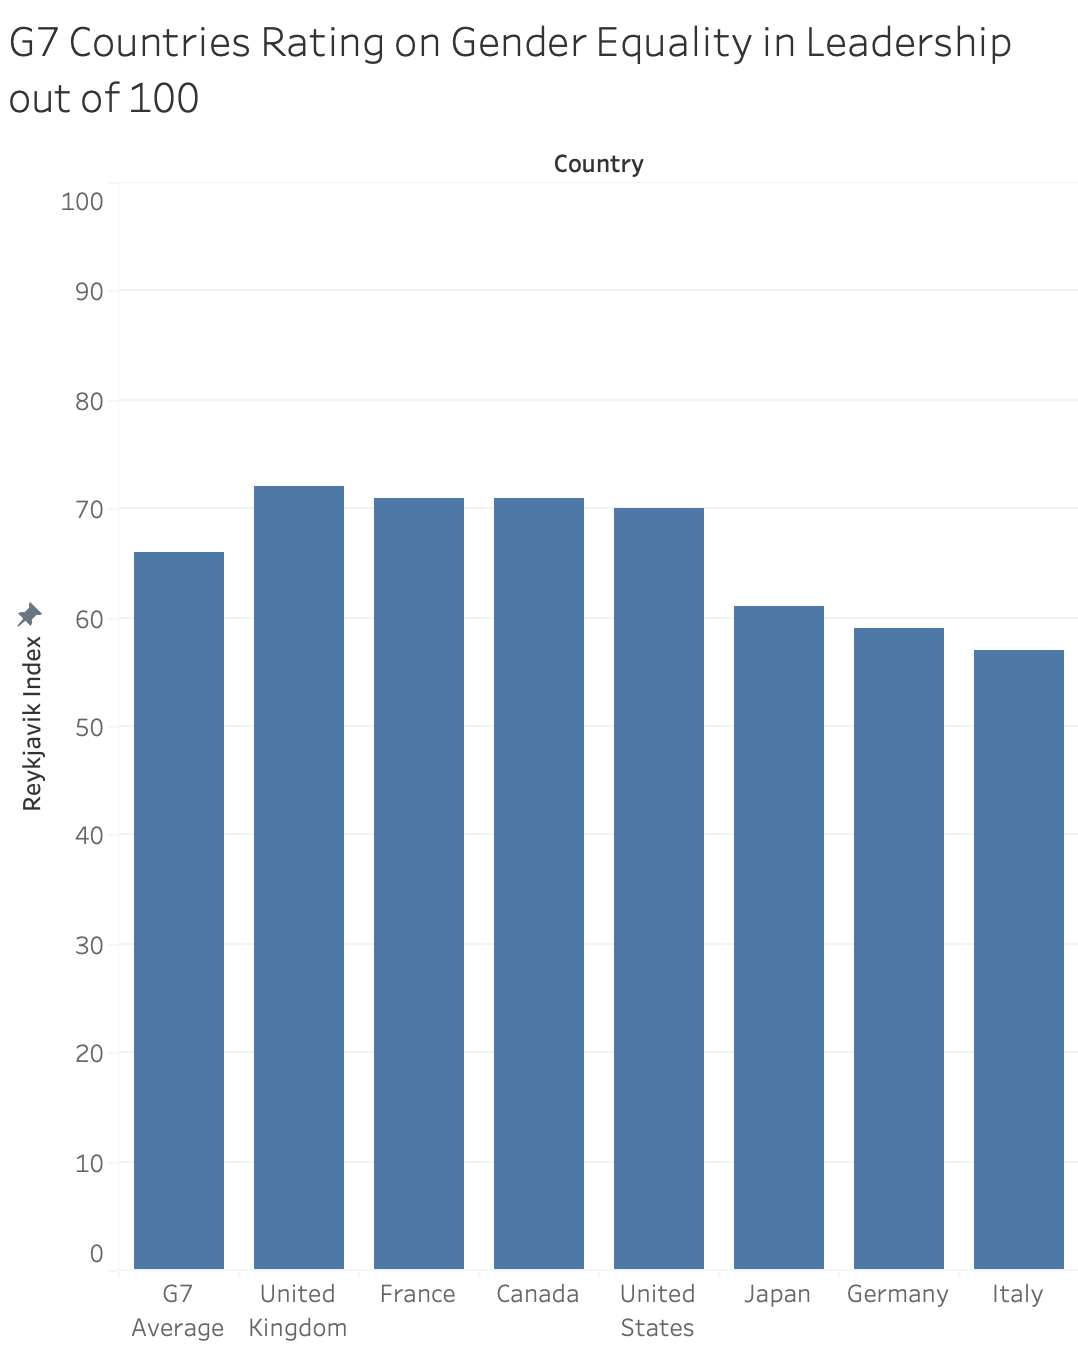 G7 Countries Rating on Gender Equality in Leadership
out of 100
Country
100
90
80
70
60
50
40
30
20
10
0
Reykjavik Index
G7
Average
United
Kingdom
France
Canada
United
States
Japan
Germany
Italy